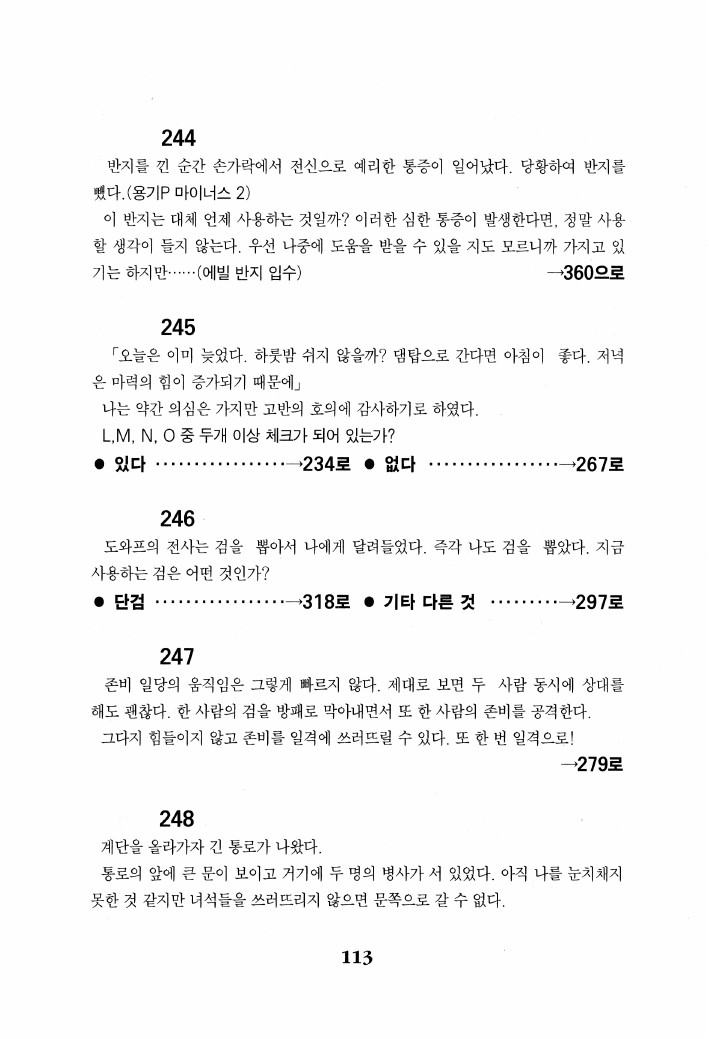 244
반지를 낀 순간 손가락에서 전신으로 예리한 통증이 일어났다. 당황하여 반지를
뺐다.(용기P 마이너스 2)
이 반지는 대체 언제 사용하는 것일까? 이러한 심한 통증이 발생한다면, 정말 사용
할 생각이 들지 않는다. 우선 나중에 도움을 받을 수 있을 지도 모르니까 가지고 있
기는 하지만……(에빌 반지 입수) →360으로
245
「오늘은 이미 늦었다. 하룻밤 쉬지 않을까? 댐탑으로 간다면 아침이 좋다. 저녁
은 마력의 힘이 증가되기 때문에」
나는 약간 의심은 가지만 고반의 호의에 감사하기로 하였다.
L,M, N, O 중 두개 이상 체크가 되어 있는가?
● 있다 ·················→234로 ● 없다 ·················→267로
246
도와프의 전사는 검을 뽑아서 나에게 달려들었다. 즉각 나도 검을 뽑았다. 지금
사용하는 검은 어떤 것인가?
● 단검 ·················→318로 ● 기타 다른 것 ·········→297로
247
존비 일당의 움직임은 그렇게 빠르지 않다. 제대로 보면 두 사람 동시에 상대를
해도 괜찮다. 한 사람의 검을 방패로 막아내면서 또 한 사람의 존비를 공격한다.
그다지 힘들이지 않고 존비를 일격에 쓰러뜨릴 수 있다. 또 한 번 일격으로!
→279로
248
계단을 올라가자 긴 통로가 나왔다.
통로의 앞에 큰 문이 보이고 거기에 두 명의 병사가 서 있었다. 아직 나를 눈치채지
못한 것 같지만 녀석들을 쓰러뜨리지 않으면 문쪽으로 갈 수 없다.
113